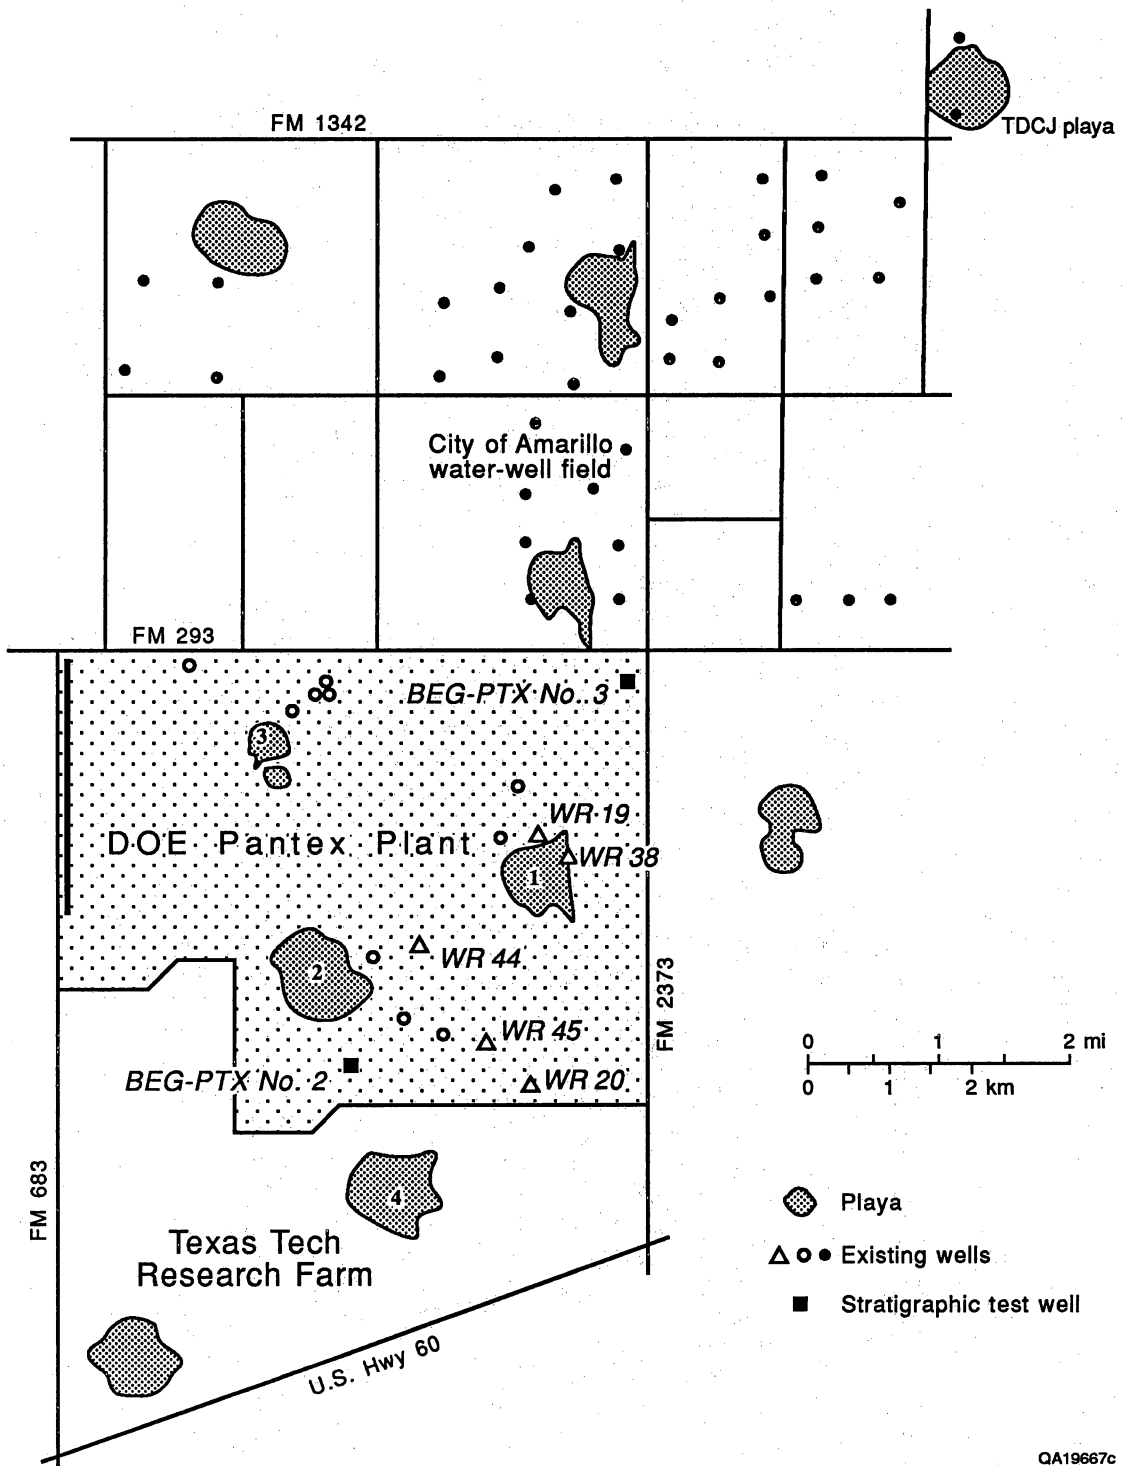 FM 1342
TDCJ playa
City of Amarillo
water-well field
FM 293
BEG-PTX No. 3
3
WR 19
DOE Pantex Plant
WR 38
1
WR 44
2
FM 2373
WR 45
0 1 2 mi
BEG-PTX No. 2
WR 20
0 1 2 km
FM 683
4
Playa
Texas Tech
Research Farm
Existing wells
Stratigraphic test well
U.S. Hwy 60
QA19667c